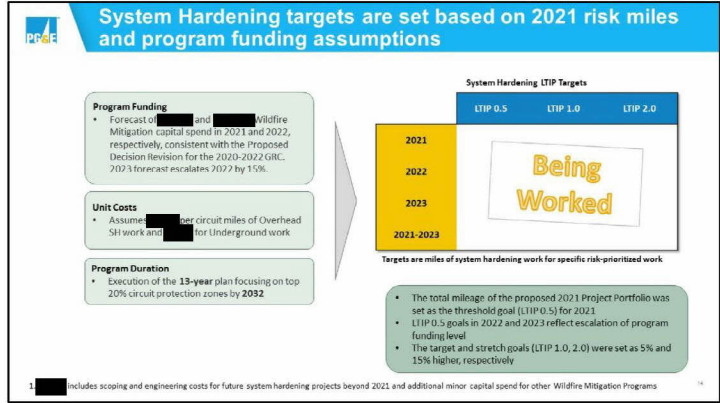 PG&E
System Hardening targets are set based on 2021 risk miles
and program funding assumptions
Program Funding
• Forecast of and Wildfire
Mitigation capital spend in 2021 and 2022,
respectively, consistent with the Proposed
Decision Revision for the 2020-2022 GRC.
2023 forecast escalates 2022 by 15%.
Unit Costs
• Assumes per circuit miles of Overhead
SH work and for Underground work
Program Duration
• Execution of the 13-year plan focusing on top
20% circuit protection zones by 2032
System Hardening LTIP Targets
LTIP 0.5 LTIP 1.0 LTIP 2.0
2021
2022
2023
2021-2023
Being
Worked
Targets are miles of system hardening work for specific risk-prioritized work
• The total mileage of the proposed 2021 Project Portfolio was
set as the threshold goal (LTIP 0.5) for 2021
• LTIP 0.5 goals in 2022 and 2023 reflect escalation of program
funding level
• The target and stretch goals (LTIP 1.0, 2.0) were set as 5% and
15% higher, respectively
1. includes scoping and engineering costs for future system hardening projects beyond 2021 and additional minor capital spend for other Wildfire Mitigation Programs